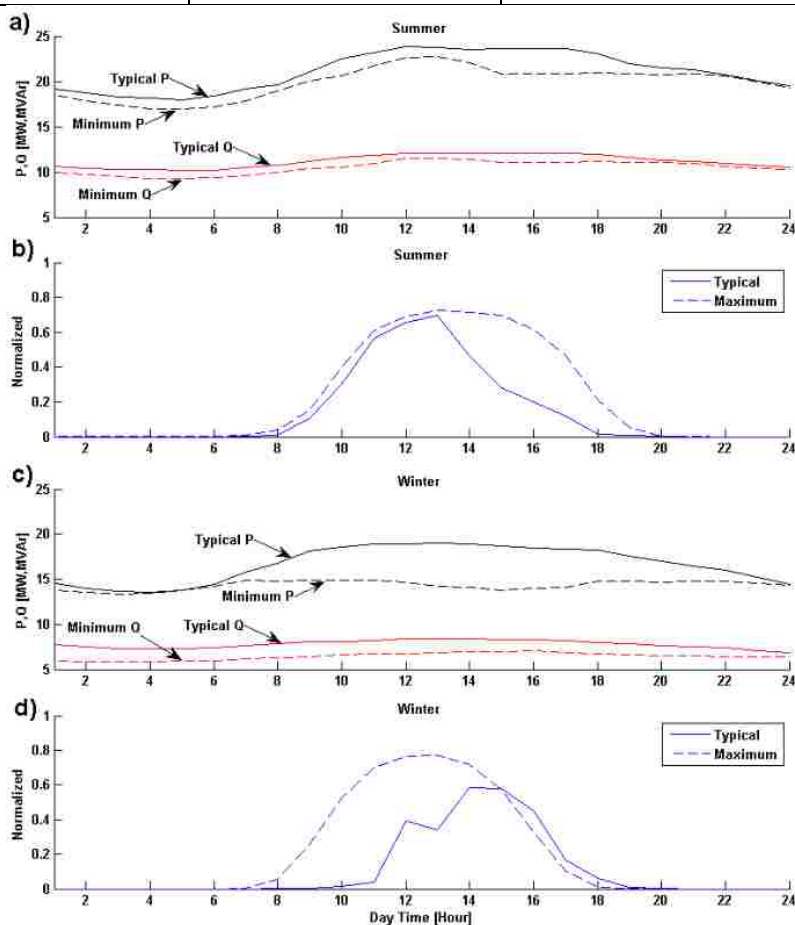 a)
Summer
25
20
15
10
5
P,Q [MW,MVAr]
Typical P
Minimum P
Typical Q
Minimum Q
2 4 6 8 10 12 14 16 18 20 22 24
b)
Summer
1
0.8
0.6
0.4
0.2
0
Normalized
Typical
Maximum
2 4 6 8 10 12 14 16 18 20 22 24
c)
Winter
25
20
15
10
5
P,Q [MW,MVAr]
Typical P
Minimum P
Minimum Q
Typical Q
2 4 6 8 10 12 14 16 18 20 22 24
d)
Winter
1
0.8
0.6
0.4
0.2
0
Normalized
Typical
Maximum
2 4 6 8 10 12 14 16 18 20 22 24
Day Time [Hour]